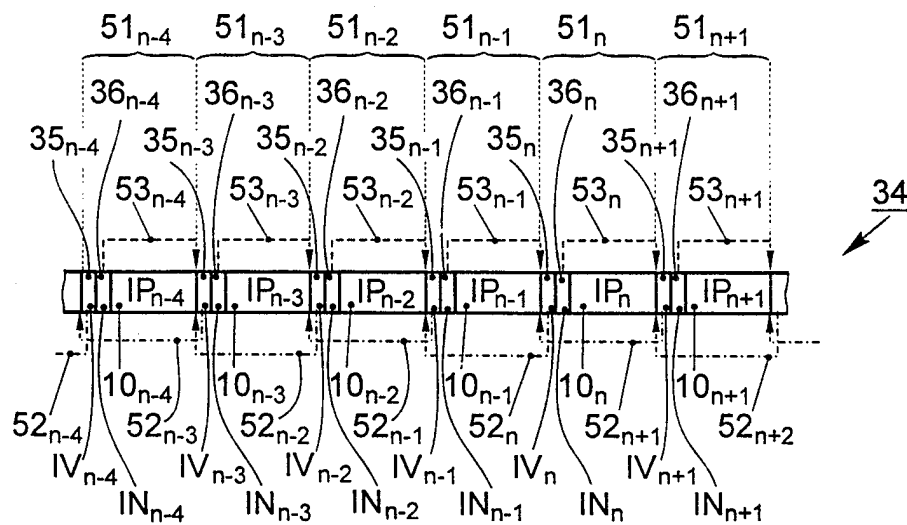 51n-4 51n-3 51n-2 51n-1 51n 51n+1
36n-4 36n-3 36n-2 36n-1 36n 36n+1
35n-4 35n-3 35n-2 35n-1 35n 35n+1
53n-4 53n-3 53n-2 53n-1 53n 53n+1 34
IPn-4 IPn-3 IPn-2 IPn-1 IPn IPn+1
10n-4 10n-3 10n-2 10n-1 10n 10n+1
52n-4 52n-3 52n-2 52n-1 52n 52n+1 52n+2
IVn-4 IVn-3 IVn-2 IVn-1 IVn IVn+1
INn-4 INn-3 INn-2 INn-1 INn INn+1